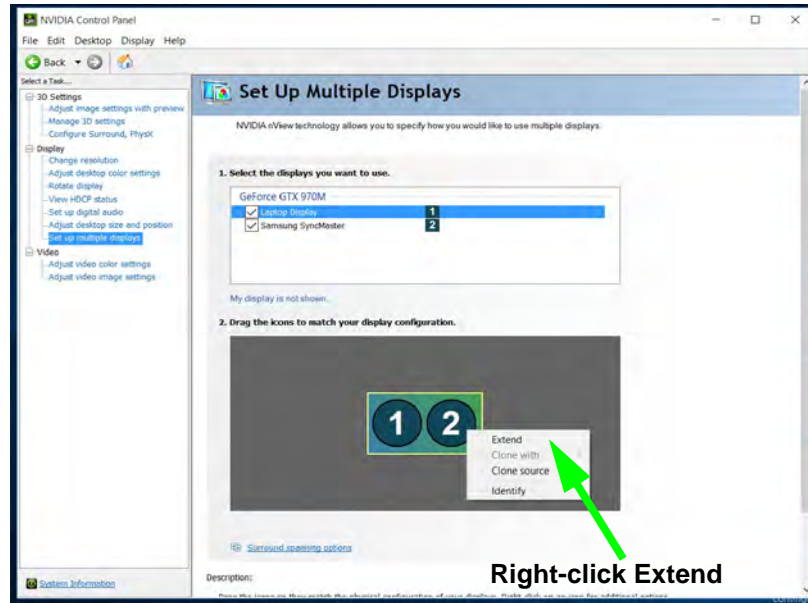 NVIDIA Control Panel
File Edit Desktop Display Help
Back
Select a Task...
3D Settings
Adjust image settings with preview
Manage 3D settings
Configure Surround, PhysX
Display
Change resolution
Adjust desktop color settings
Rotate display
View HDCP status
Set up digital audio
Adjust desktop size and position
Set up multiple displays
Video
Adjust video color settings
Adjust video image settings
System Information
Set Up Multiple Displays
NVIDIA nView technology allows you to specify how you would like to use multiple displays.
1. Select the displays you want to use.
GeForce GTX 970M
Laptop Display 1
Samsung SyncMaster 2
My display is not shown...
2. Drag the icons to match your display configuration.
1 2
Extend
Clone with
Clone source
Identify
Surround spanning options
Right-click Extend
Description: